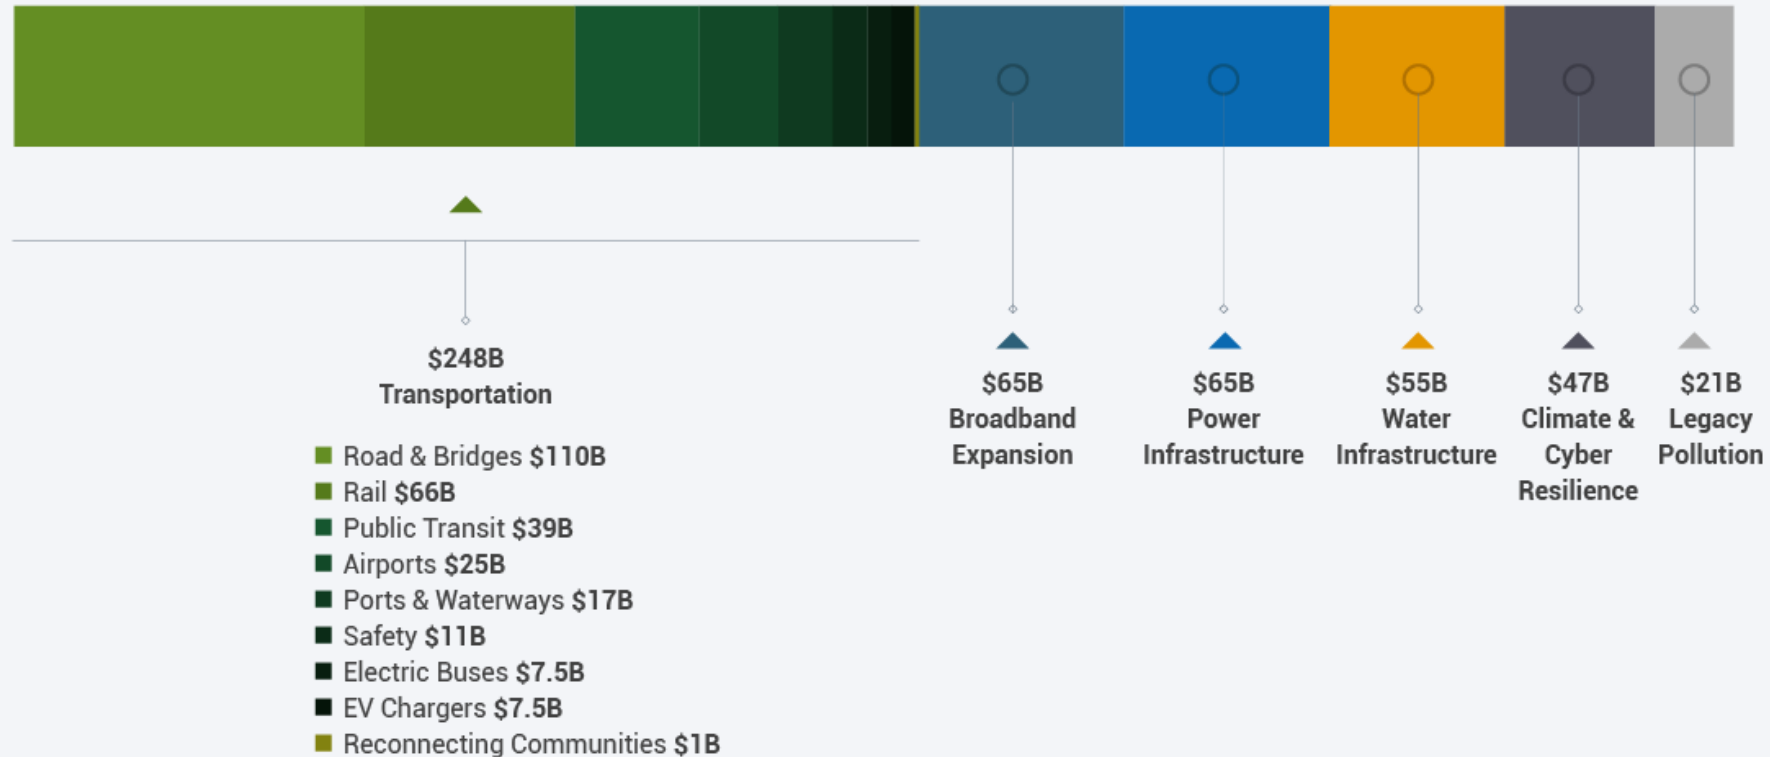 $248B
Transportation
Road & Bridges $110B
Rail $66B
Public Transit $39B
Airports $25B
Ports & Waterways $17B
Safety $11B
Electric Buses $7.5B
EV Chargers $7.5B
Reconnecting Communities $1B
$65B
Broadband
Expansion
$65B
Power
Infrastructure
$55B
Water
Infrastructure
$47B
Climate &
Cyber
Resilience
$21B
Legacy
Pollution